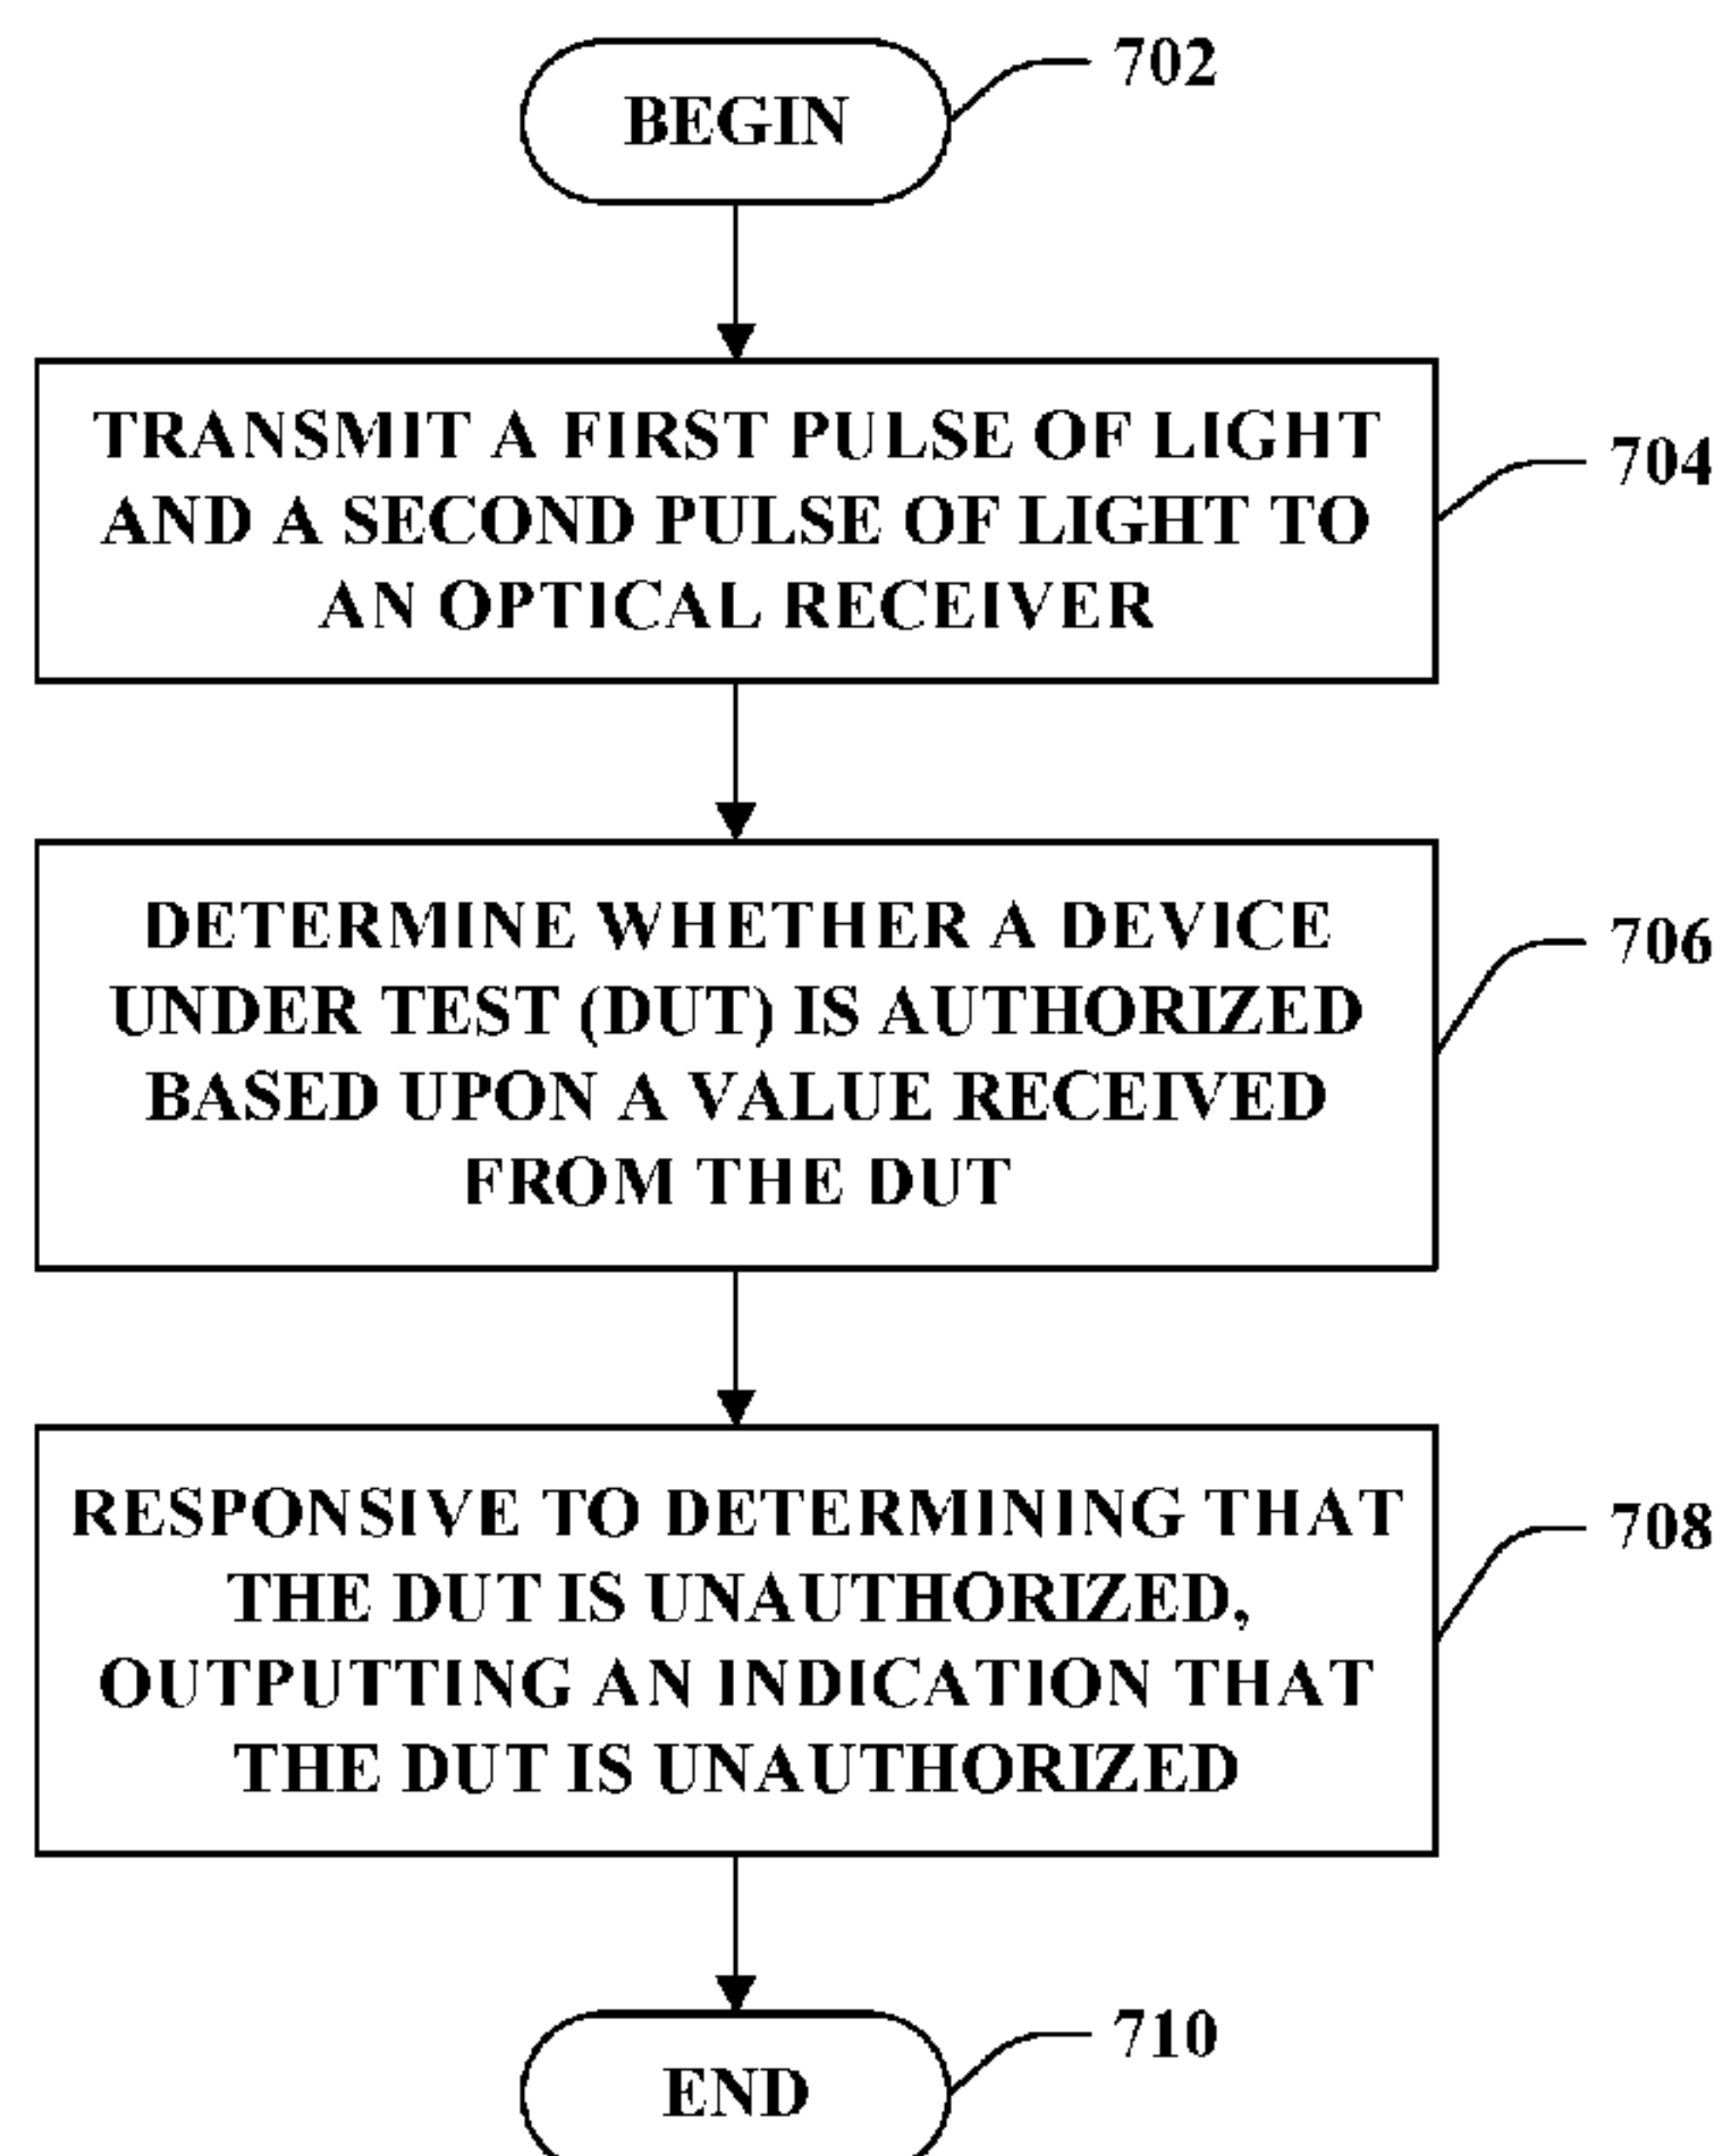 702
BEGIN
TRANSMIT A FIRST PULSE OF LIGHT
AND A SECOND PULSE OF LIGHT TO
AN OPTICAL RECEIVER
704
DETERMINE WHETHER A DEVICE
UNDER TEST (DUT) IS AUTHORIZED
BASED UPON A VALUE RECEIVED
FROM THE DUT
706
RESPONSIVE TO DETERMINING THAT
THE DUT IS UNAUTHORIZED,
OUTPUTTING AN INDICATION THAT
THE DUT IS UNAUTHORIZED
708
710
END